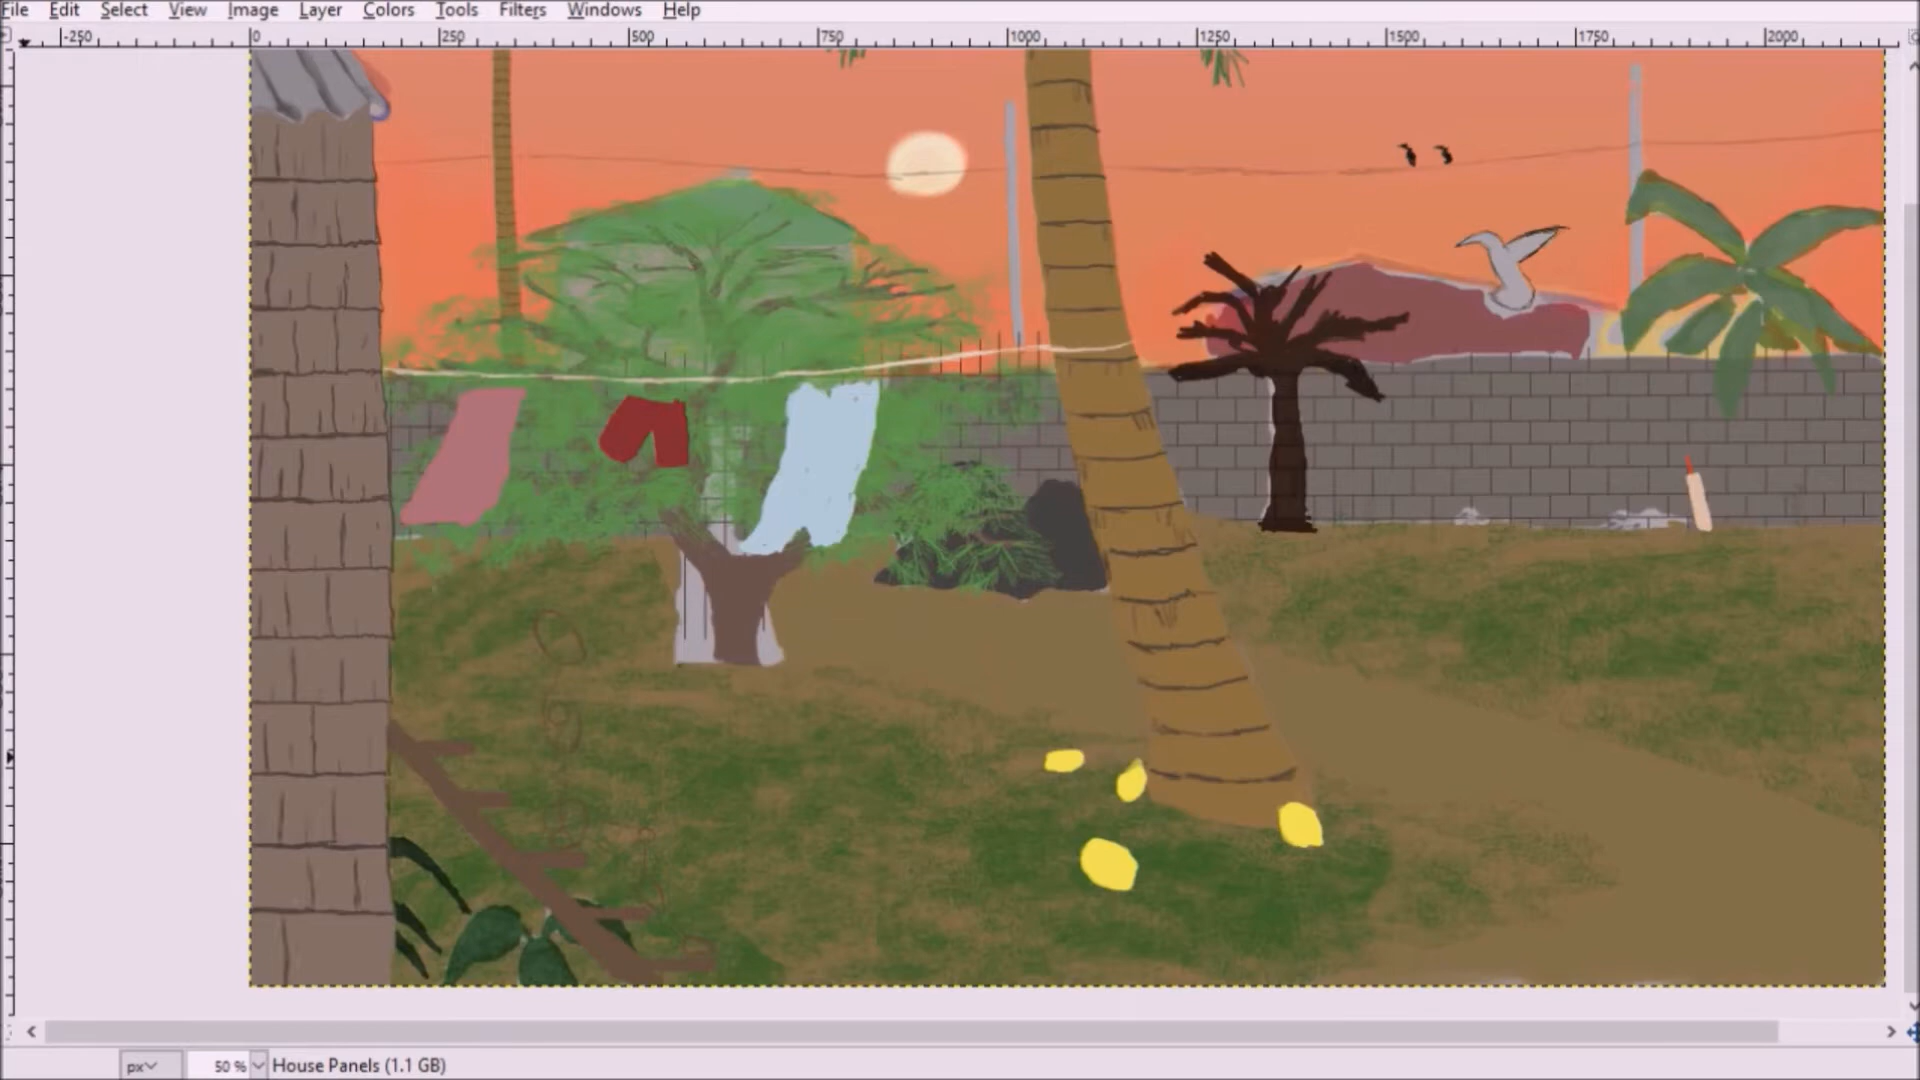 File Edit Select View Image Layer Colors Tools Filters Windows Help
-250 0 250 500 750 1000 1250 1500 1750 2000
px 50 % House Panels (1.1 GB)